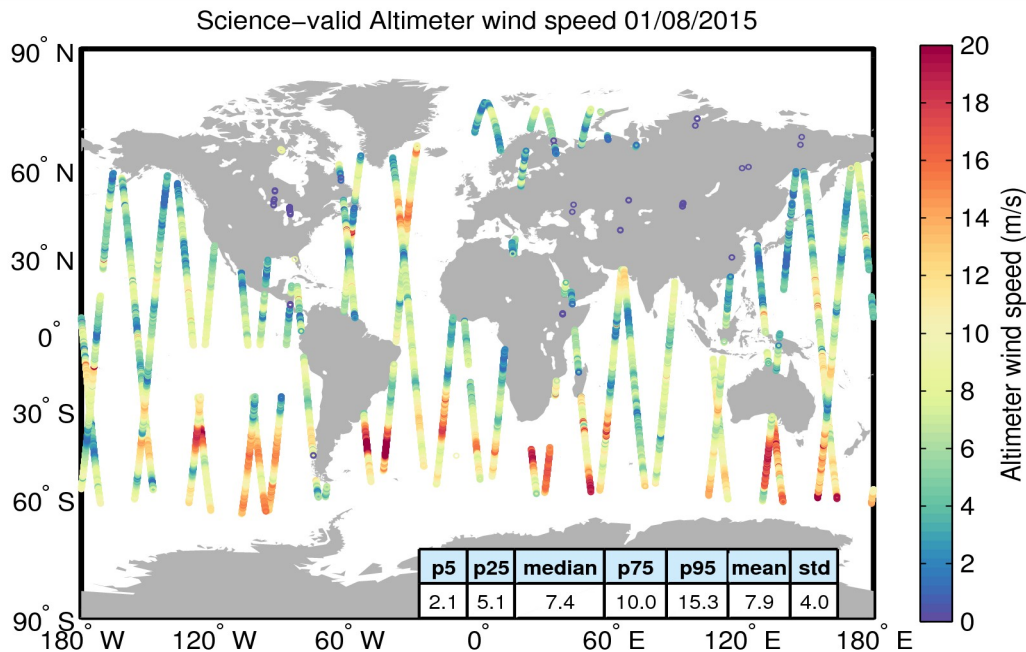 Science−valid Altimeter wind speed 01/08/2015
90° N
60° N
30° N
0°
30° S
60° S
90° S
180° W
120° W
60° W
0°
60° E
120° E
180° E
p5 p25 median p75 p95 mean std
2.1 5.1 7.4 10.0 15.3 7.9 4.0
20
18
16
14
12
10
8
6
4
2
0
Altimeter wind speed (m/s)